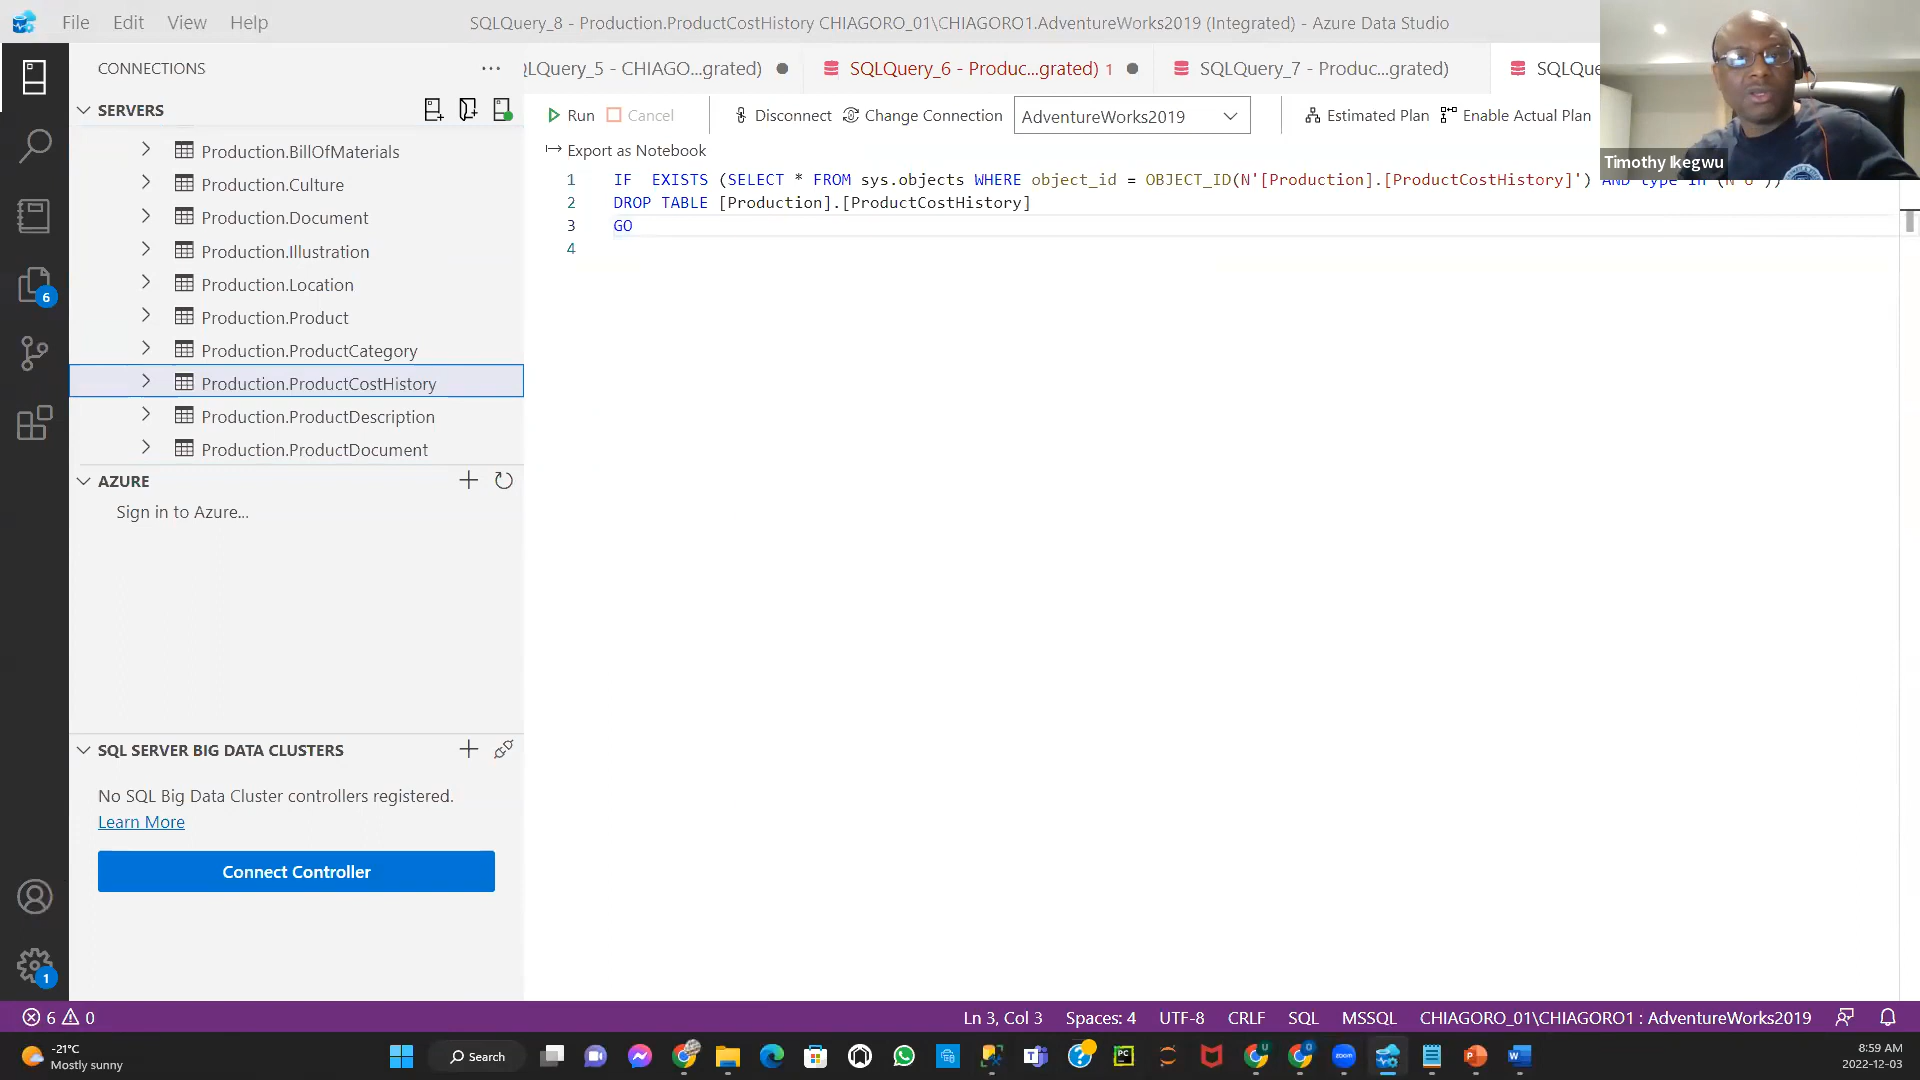 File Edit View Help
SQLQuery_8 - Production.ProductCostHistory CHIAGORO_01\CHIAGORO1.AdventureWorks2019 (Integrated) - Azure Data Studio
CONNECTIONS
LQuery_5 - CHIAGO...grated)
SQLQuery_6 - Produc...grated) 1
SQLQuery_7 - Produc...grated)
SQLQue
SERVERS
Run Cancel Disconnect Change Connection AdventureWorks2019 Estimated Plan Enable Actual Plan
Export as Notebook
Timothy Ikegwu
1 IF EXISTS (SELECT * FROM sys.objects WHERE object_id = OBJECT_ID(N'[Production].[ProductCostHistory]') AND type in
2 DROP TABLE [Production].[ProductCostHistory]
3 GO
4
Production.BillOfMaterials
Production.Culture
Production.Document
Production.Illustration
Production.Location
Production.Product
Production.ProductCategory
Production.ProductCostHistory
Production.ProductDescription
Production.ProductDocument
6
AZURE
Sign in to Azure...
SQL SERVER BIG DATA CLUSTERS
No SQL Big Data Cluster controllers registered.
Learn More
Connect Controller
1
6 0
Ln 3, Col 3 Spaces: 4 UTF-8 CRLF SQL MSSQL CHIAGORO_01\CHIAGORO1 : AdventureWorks2019
-21°C
Mostly sunny
Search
8:59 AM
2022-12-03